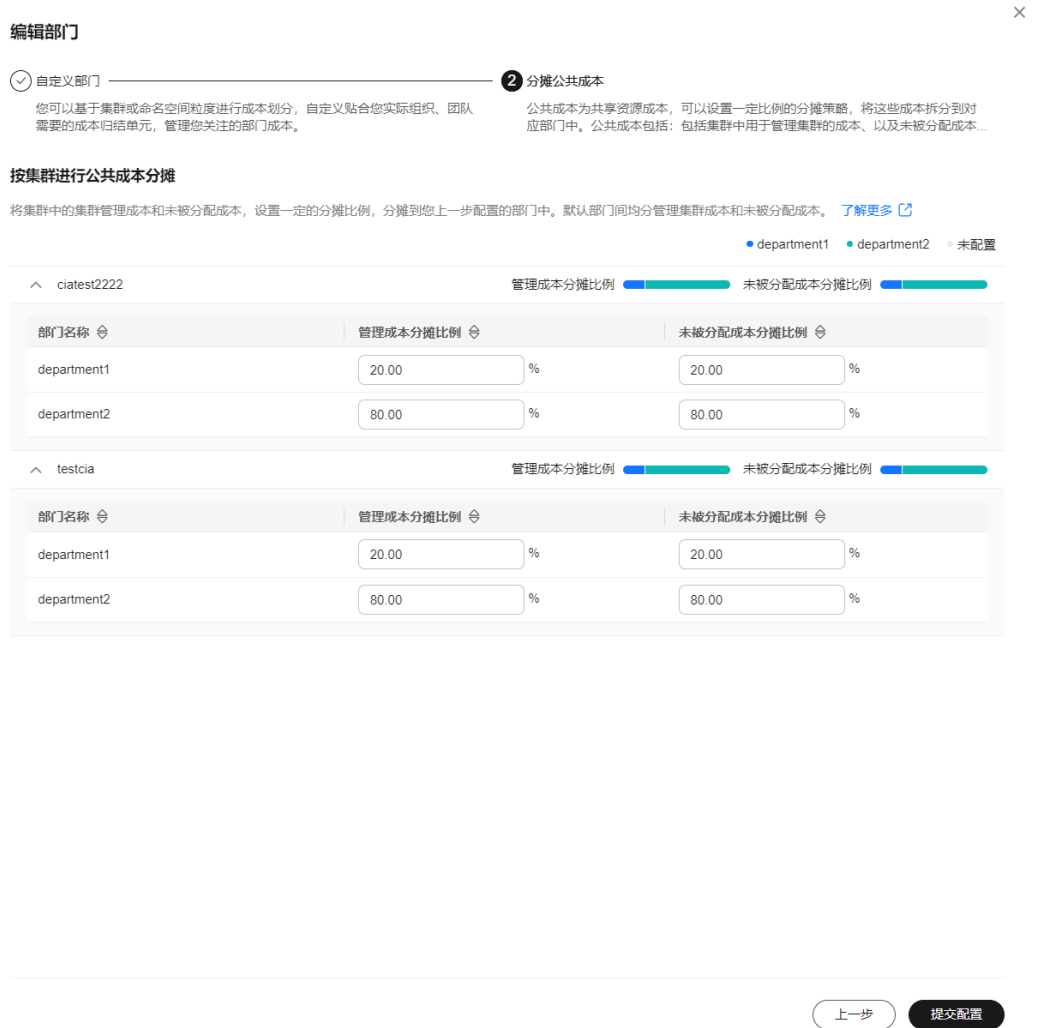 编辑部门
自定义部门
您可以基于集群或命名空间粒度进行成本划分，自定义贴合您实际组织、团队
需要的成本归结单元，管理您关注的部门成本。
2 分摊公共成本
公共成本为共享资源成本，可以设置一定比例的分摊策略，将这些成本拆分到对
应部门中。公共成本包括：包括集群中用于管理集群的成本、以及未被分配成本...
按集群进行公共成本分摊
将集群中的集群管理成本和未被分配成本，设置一定的分摊比例，分摊到您上一步配置的部门中。默认部门间均分管理集群成本和未被分配成本。 了解更多
department1 department2 未配置
ciatest2222 管理成本分摊比例 未被分配成本分摊比例
部门名称 管理成本分摊比例 未被分配成本分摊比例
department1 20.00 % 20.00 %
department2 80.00 % 80.00 %
testcia 管理成本分摊比例 未被分配成本分摊比例
部门名称 管理成本分摊比例 未被分配成本分摊比例
department1 20.00 % 20.00 %
department2 80.00 % 80.00 %
上一步 提交配置